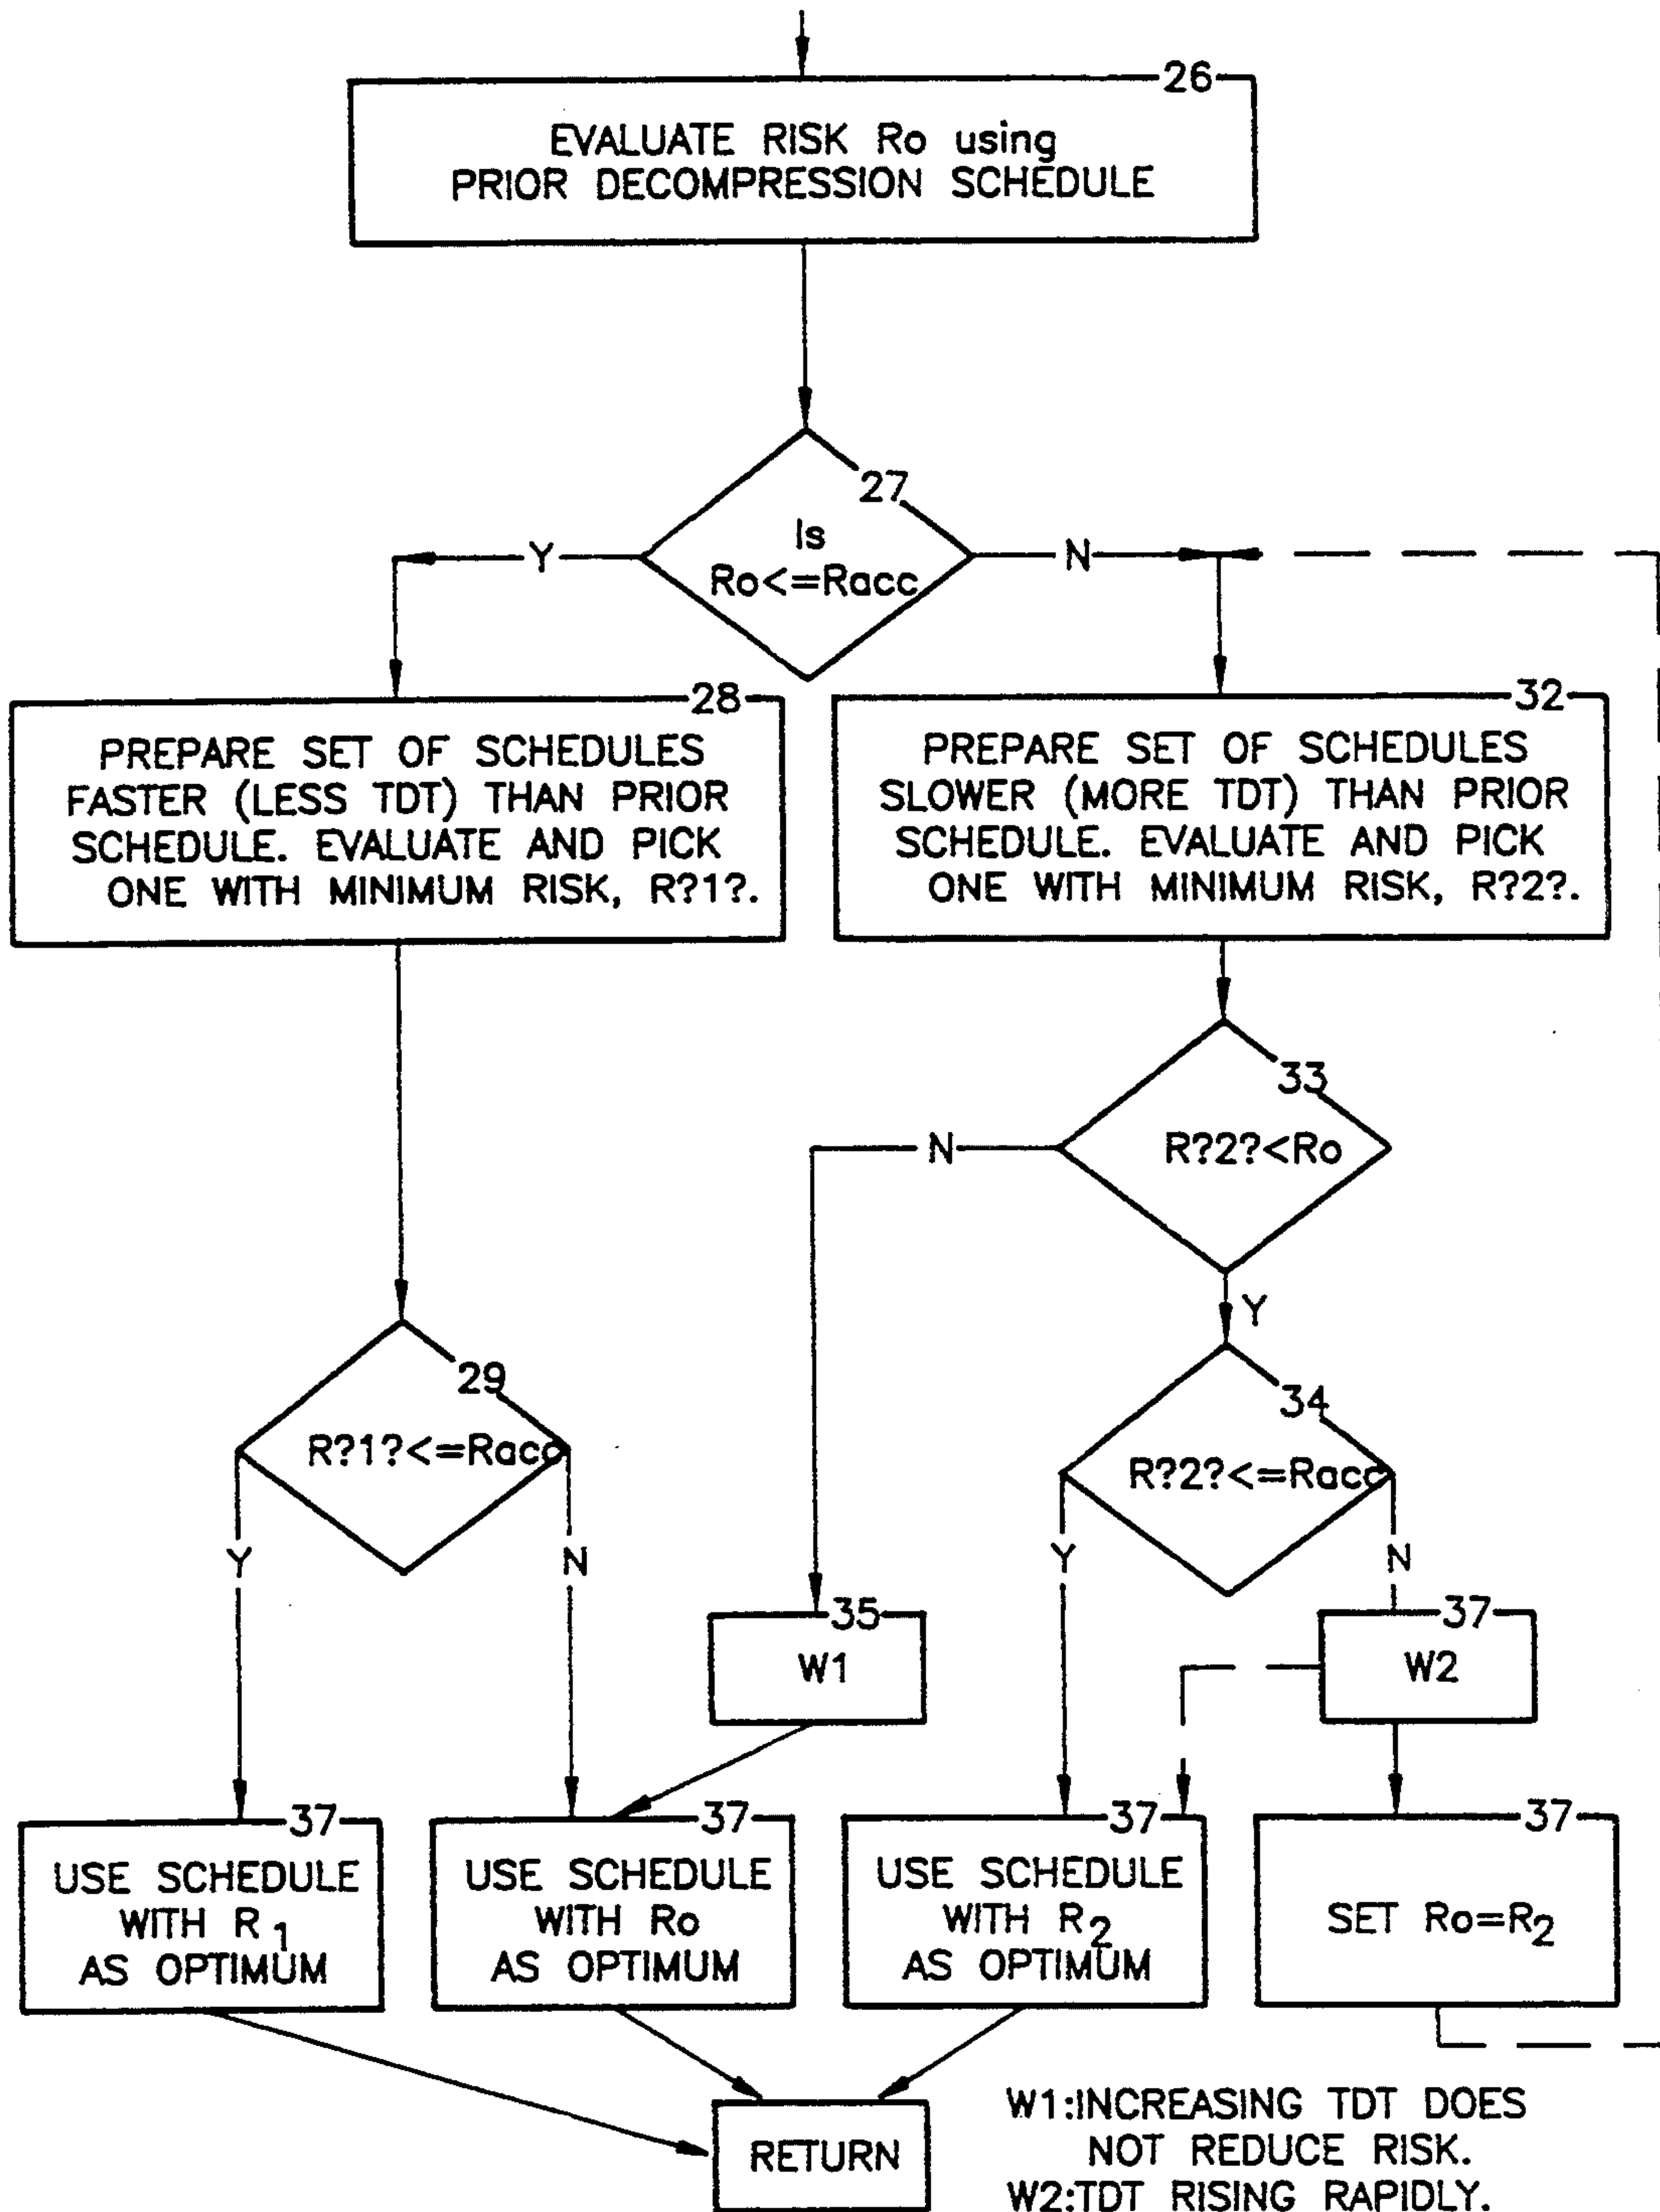 26
EVALUATE RISK Ro using
PRIOR DECOMPRESSION SCHEDULE
27
Is
Ro<=Racc
Y
N
28
PREPARE SET OF SCHEDULES
FASTER (LESS TDT) THAN PRIOR
SCHEDULE. EVALUATE AND PICK
ONE WITH MINIMUM RISK, R?1?.
32
PREPARE SET OF SCHEDULES
SLOWER (MORE TDT) THAN PRIOR
SCHEDULE. EVALUATE AND PICK
ONE WITH MINIMUM RISK, R?2?.
33
R?2?<Ro
N
Y
29
R?1?<=Racc
Y
N
34
R?2?<=Racc
Y
N
35
W1
37
W2
37
USE SCHEDULE
WITH R1
AS OPTIMUM
37
USE SCHEDULE
WITH Ro
AS OPTIMUM
37
USE SCHEDULE
WITH R2
AS OPTIMUM
37
SET Ro=R2
RETURN
W1:INCREASING TDT DOES
NOT REDUCE RISK.
W2:TDT RISING RAPIDLY.